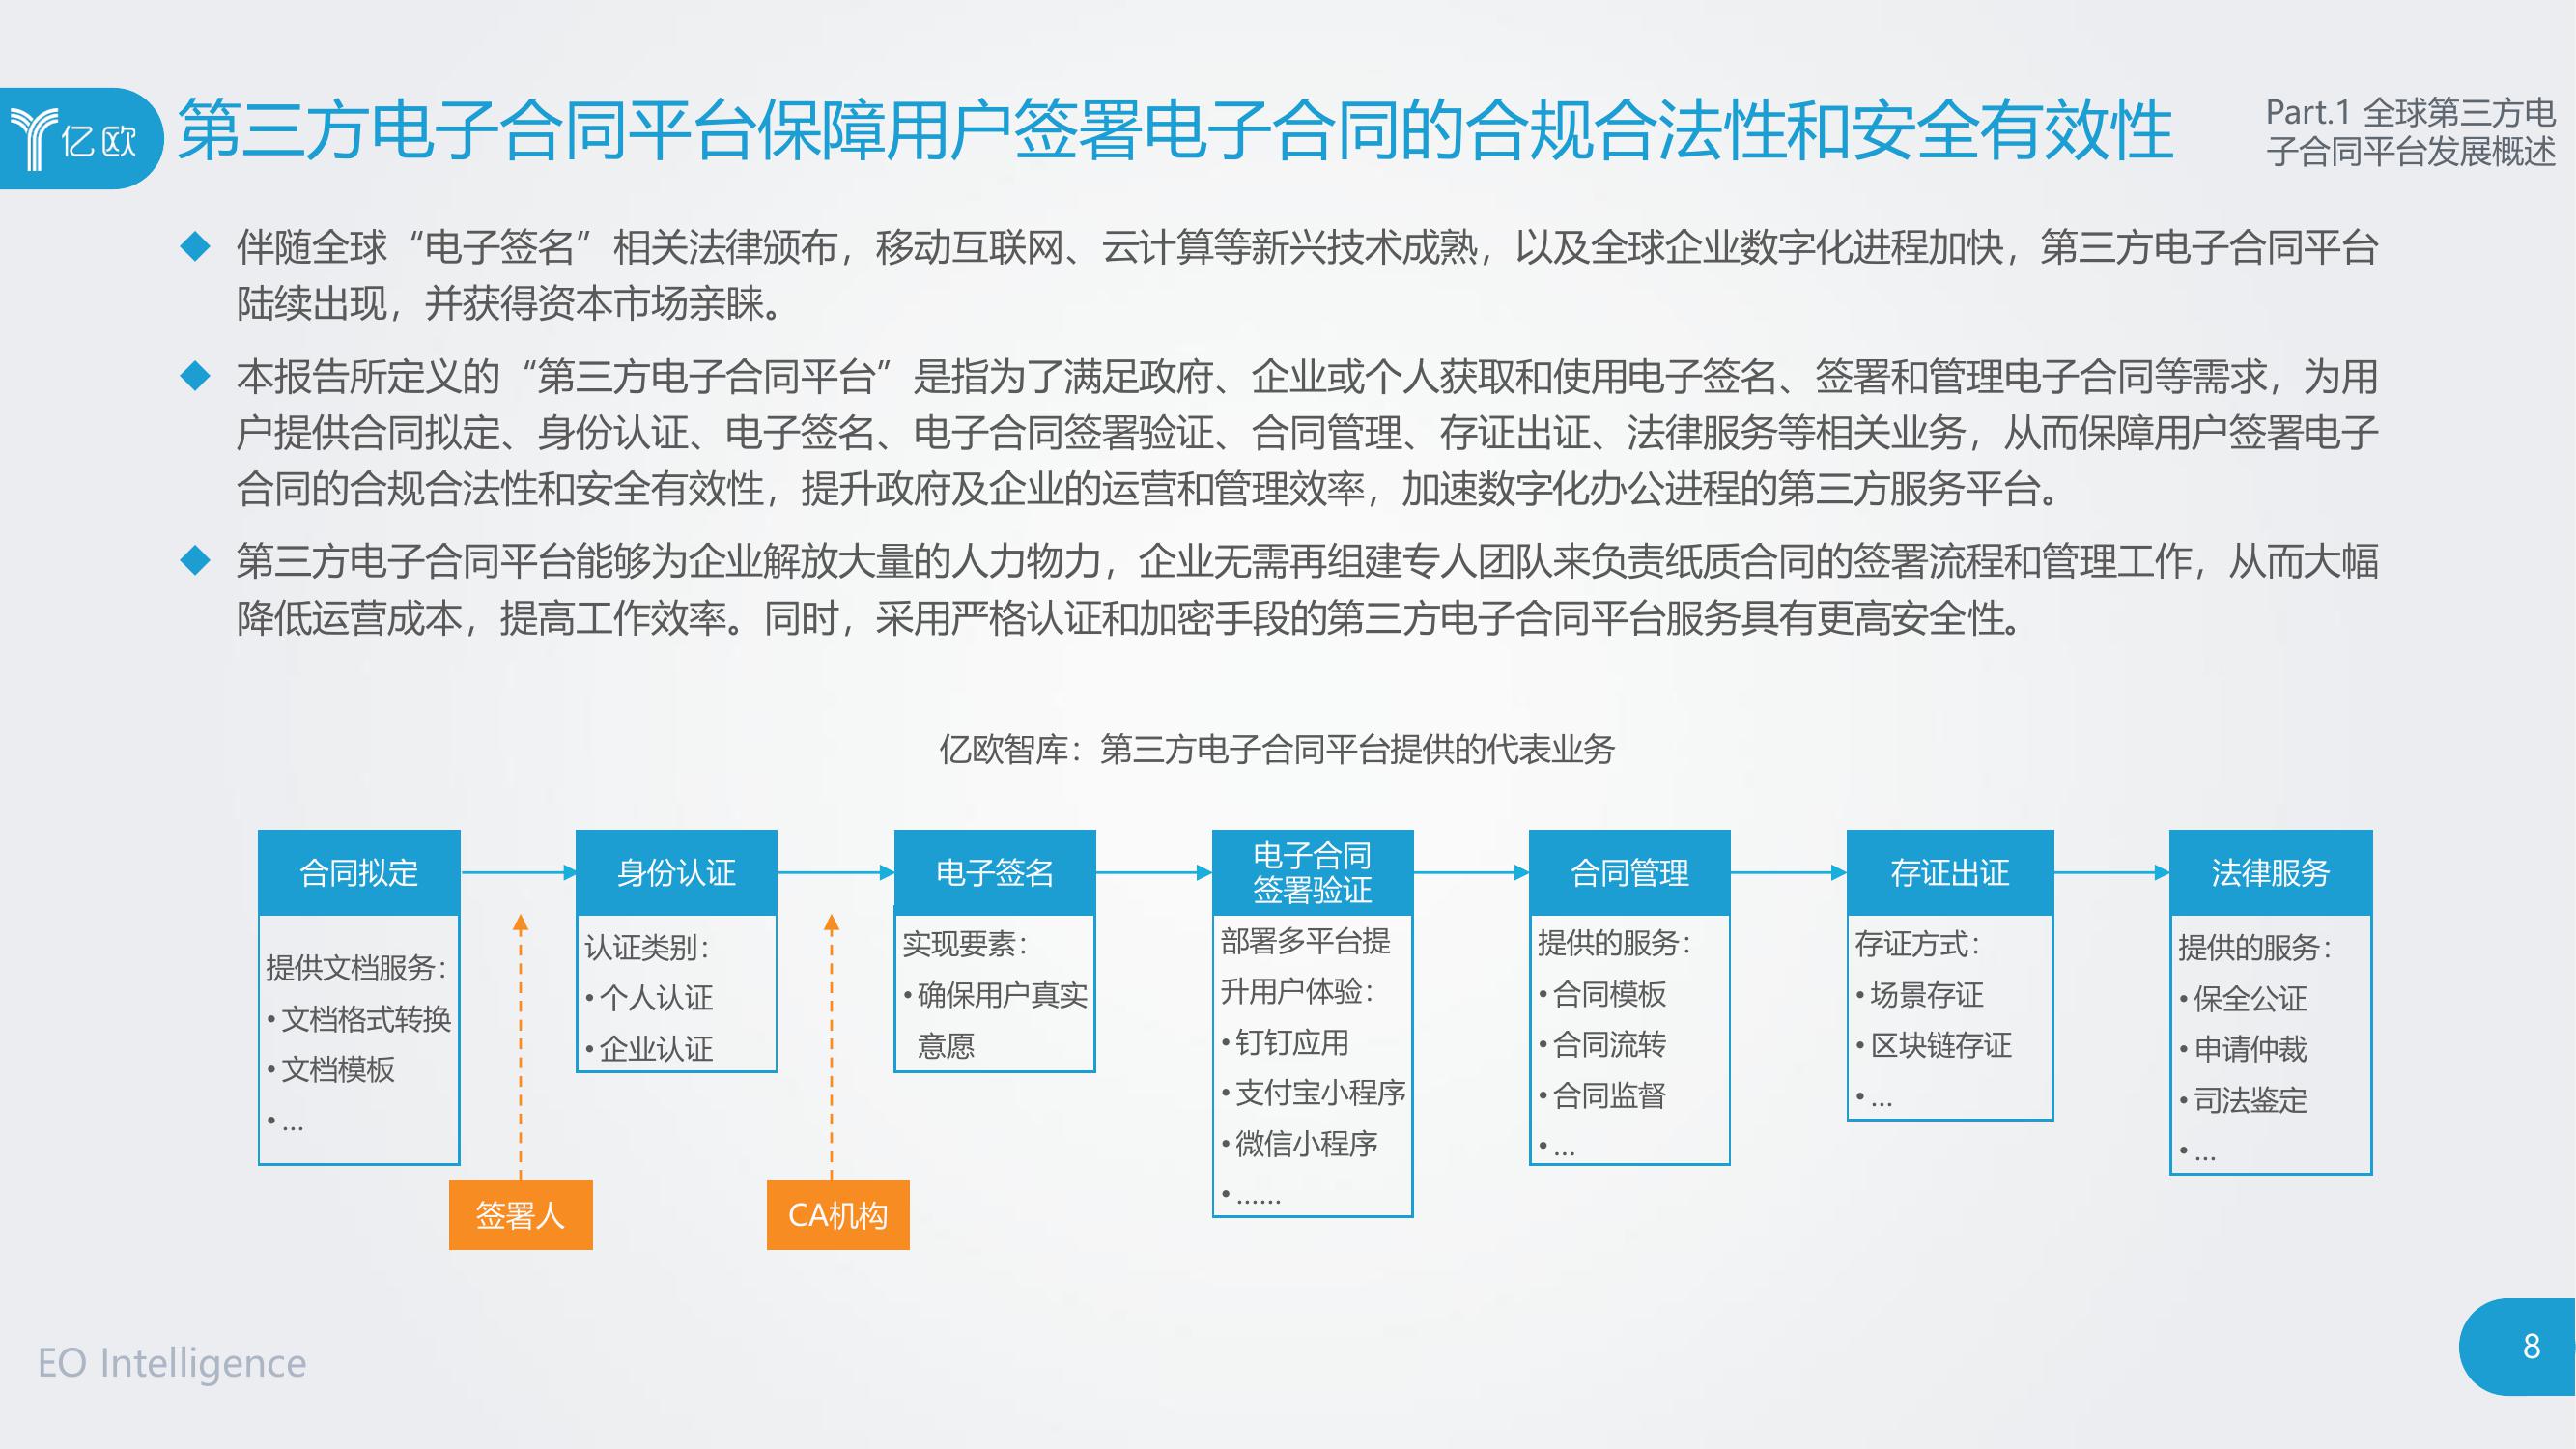 亿欧
第三方电子合同平台保障用户签署电子合同的合规合法性和安全有效性
Part.1 全球第三方电
子合同平台发展概述
伴随全球“电子签名”相关法律颁布，移动互联网、云计算等新兴技术成熟，以及全球企业数字化进程加快，第三方电子合同平台
陆续出现，并获得资本市场亲睐。
本报告所定义的“第三方电子合同平台”是指为了满足政府、企业或个人获取和使用电子签名、签署和管理电子合同等需求，为用
户提供合同拟定、身份认证、电子签名、电子合同签署验证、合同管理、存证出证、法律服务等相关业务，从而保障用户签署电子
合同的合规合法性和安全有效性，提升政府及企业的运营和管理效率，加速数字化办公进程的第三方服务平台。
第三方电子合同平台能够为企业解放大量的人力物力，企业无需再组建专人团队来负责纸质合同的签署流程和管理工作，从而大幅
降低运营成本，提高工作效率。同时，采用严格认证和加密手段的第三方电子合同平台服务具有更高安全性。
亿欧智库：第三方电子合同平台提供的代表业务
合同拟定
提供文档服务：
•文档格式转换
•文档模板
•...
身份认证
认证类别：
•个人认证
•企业认证
电子签名
实现要素：
•确保用户真实
意愿
电子合同
签署验证
部署多平台提
升用户体验：
•钉钉应用
•支付宝小程序
•微信小程序
•......
合同管理
提供的服务：
•合同模板
•合同流转
•合同监督
•...
存证出证
存证方式：
•场景存证
•区块链存证
•...
法律服务
提供的服务：
•保全公证
•申请仲裁
•司法鉴定
•...
签署人
CA机构
EO Intelligence
8